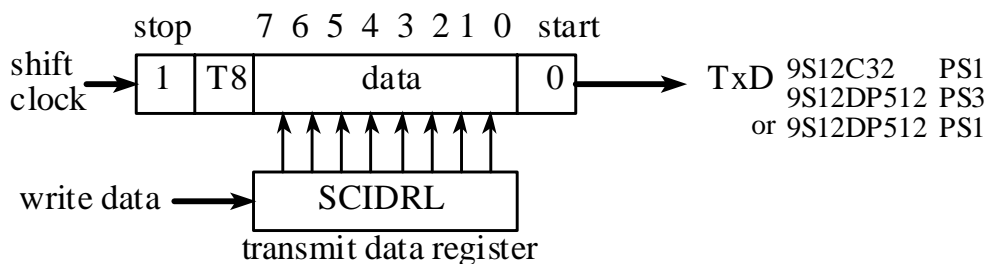 stop 7 6 5 4 3 2 1 0 start
shift clock
1 T8 data 0
TxD
9S12C32 PS1
9S12DP512 PS3
or 9S12DP512 PS1
write data
SCIDRL
transmit data register